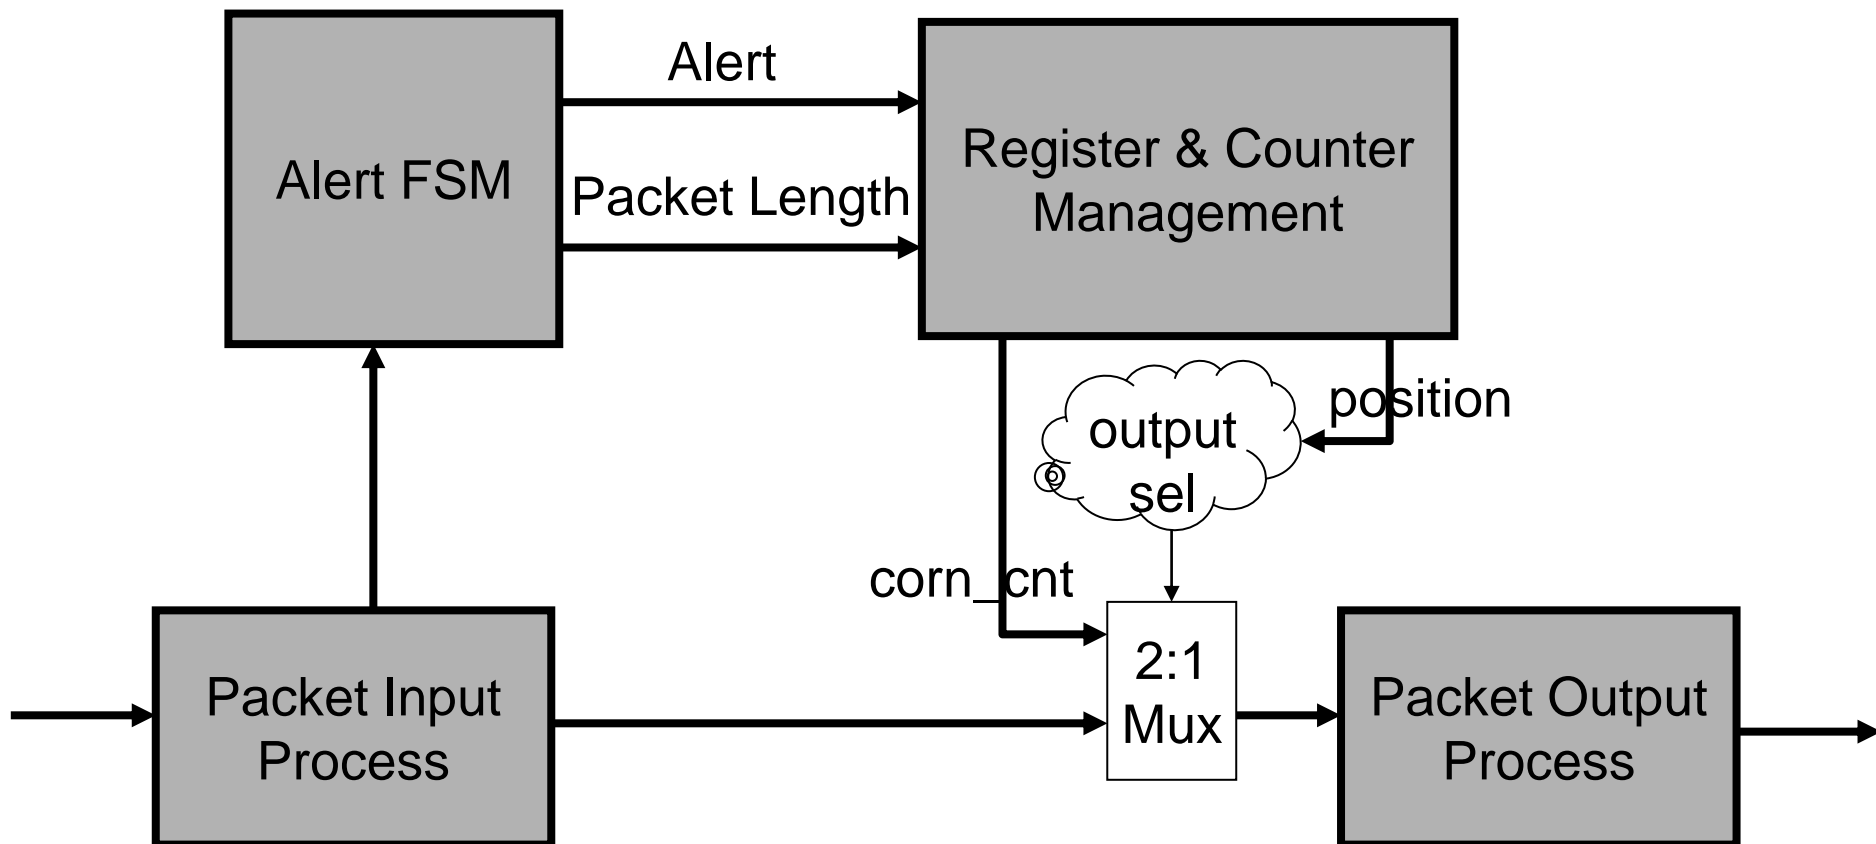 Alert
Alert FSM
Packet Length
Register & Counter
Management
position
output
sel
corn_cnt
2:1
Mux
Packet Input
Process
Packet Output
Process